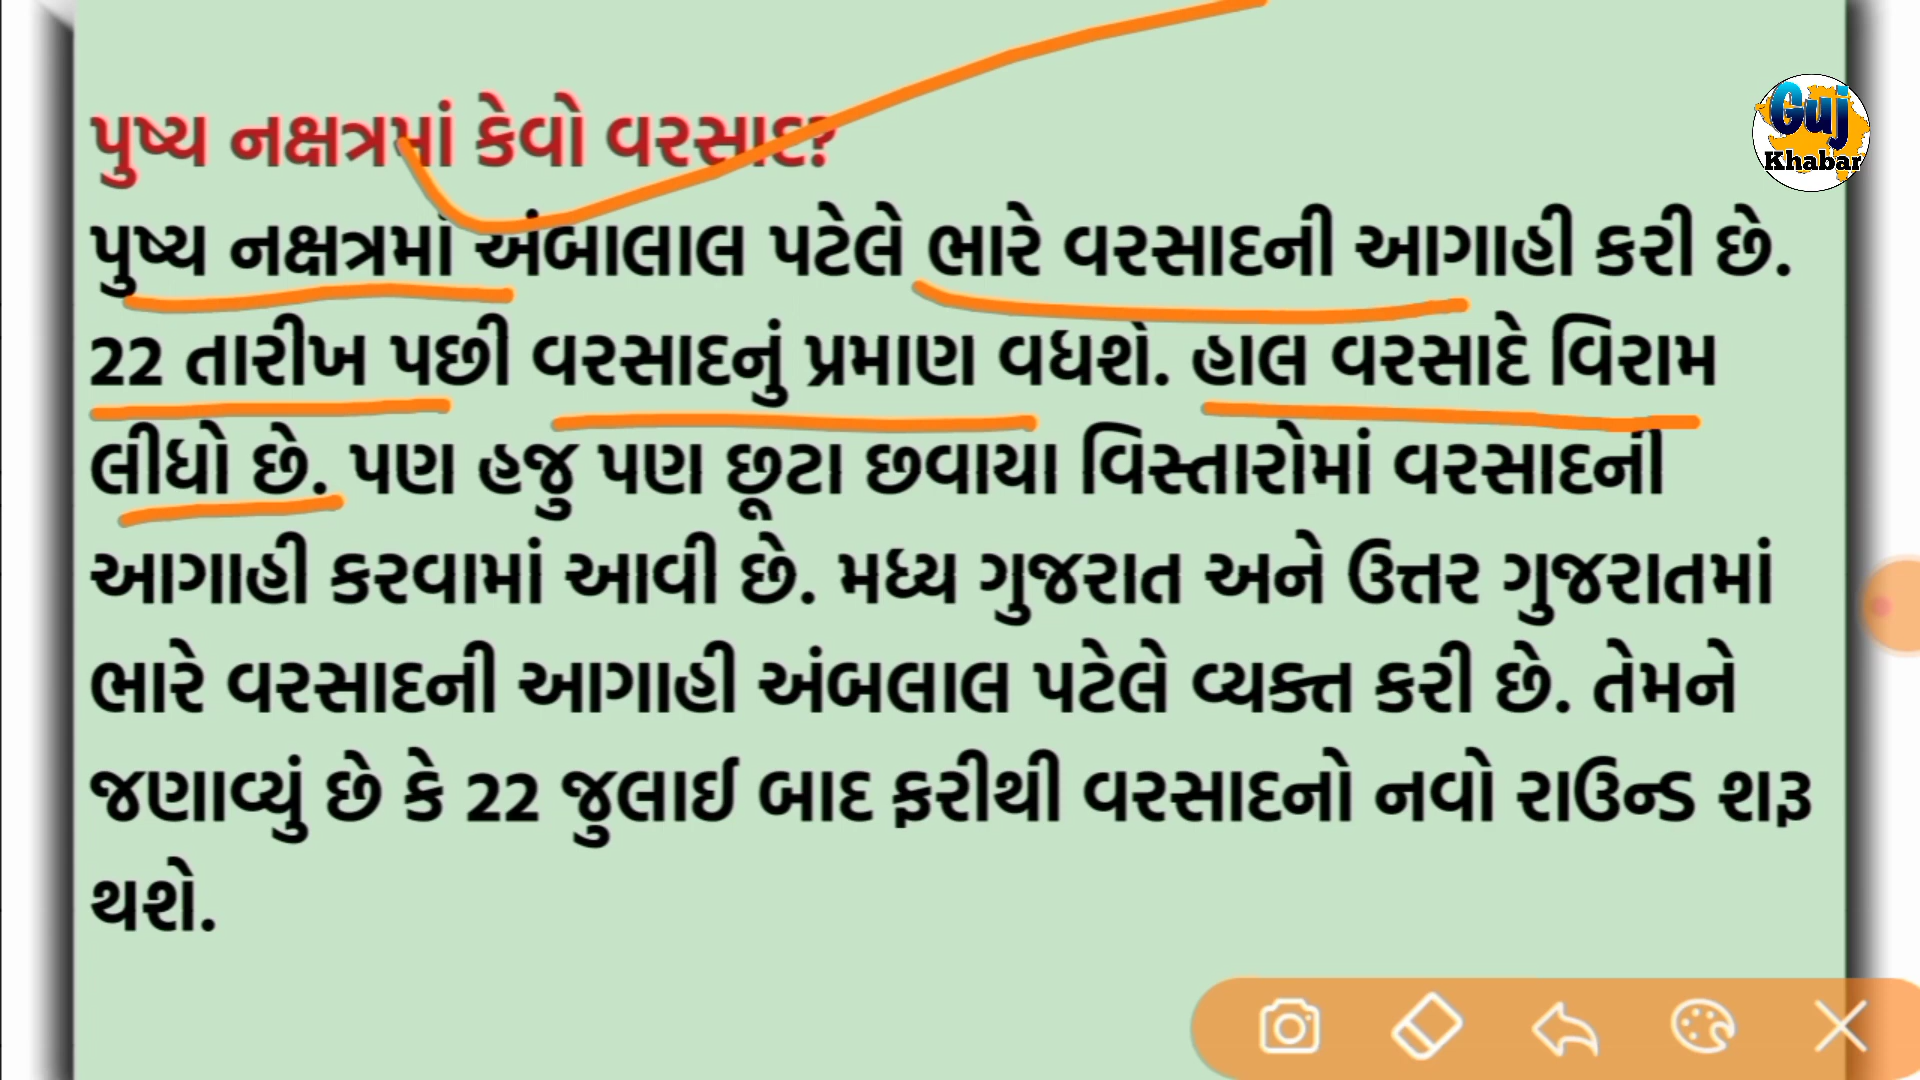 Guj
Khabar
પુષ્ય નક્ષત્રમાં કેવો વરસાદ?
પુષ્ય નક્ષત્રમાં અંબાલાલ પટેલે ભારે વરસાદની આગાહી કરી છે.
22 તારીખ પછી વરસાદનું પ્રમાણ વધશે. હાલ વરસાદે વિરામ
લીધો છે. પણ હજુ પણ છૂટા છવાયા વિસ્તારોમાં વરસાદની
આગાહી કરવામાં આવી છે. મધ્ય ગુજરાત અને ઉત્તર ગુજરાતમાં
ભારે વરસાદની આગાહી અંબલાલ પટેલે વ્યક્ત કરી છે. તેમને
જણાવ્યું છે કે 22 જુલાઈ બાદ ફરીથી વરસાદનો નવો રાઉન્ડ શરૂ
થશે.